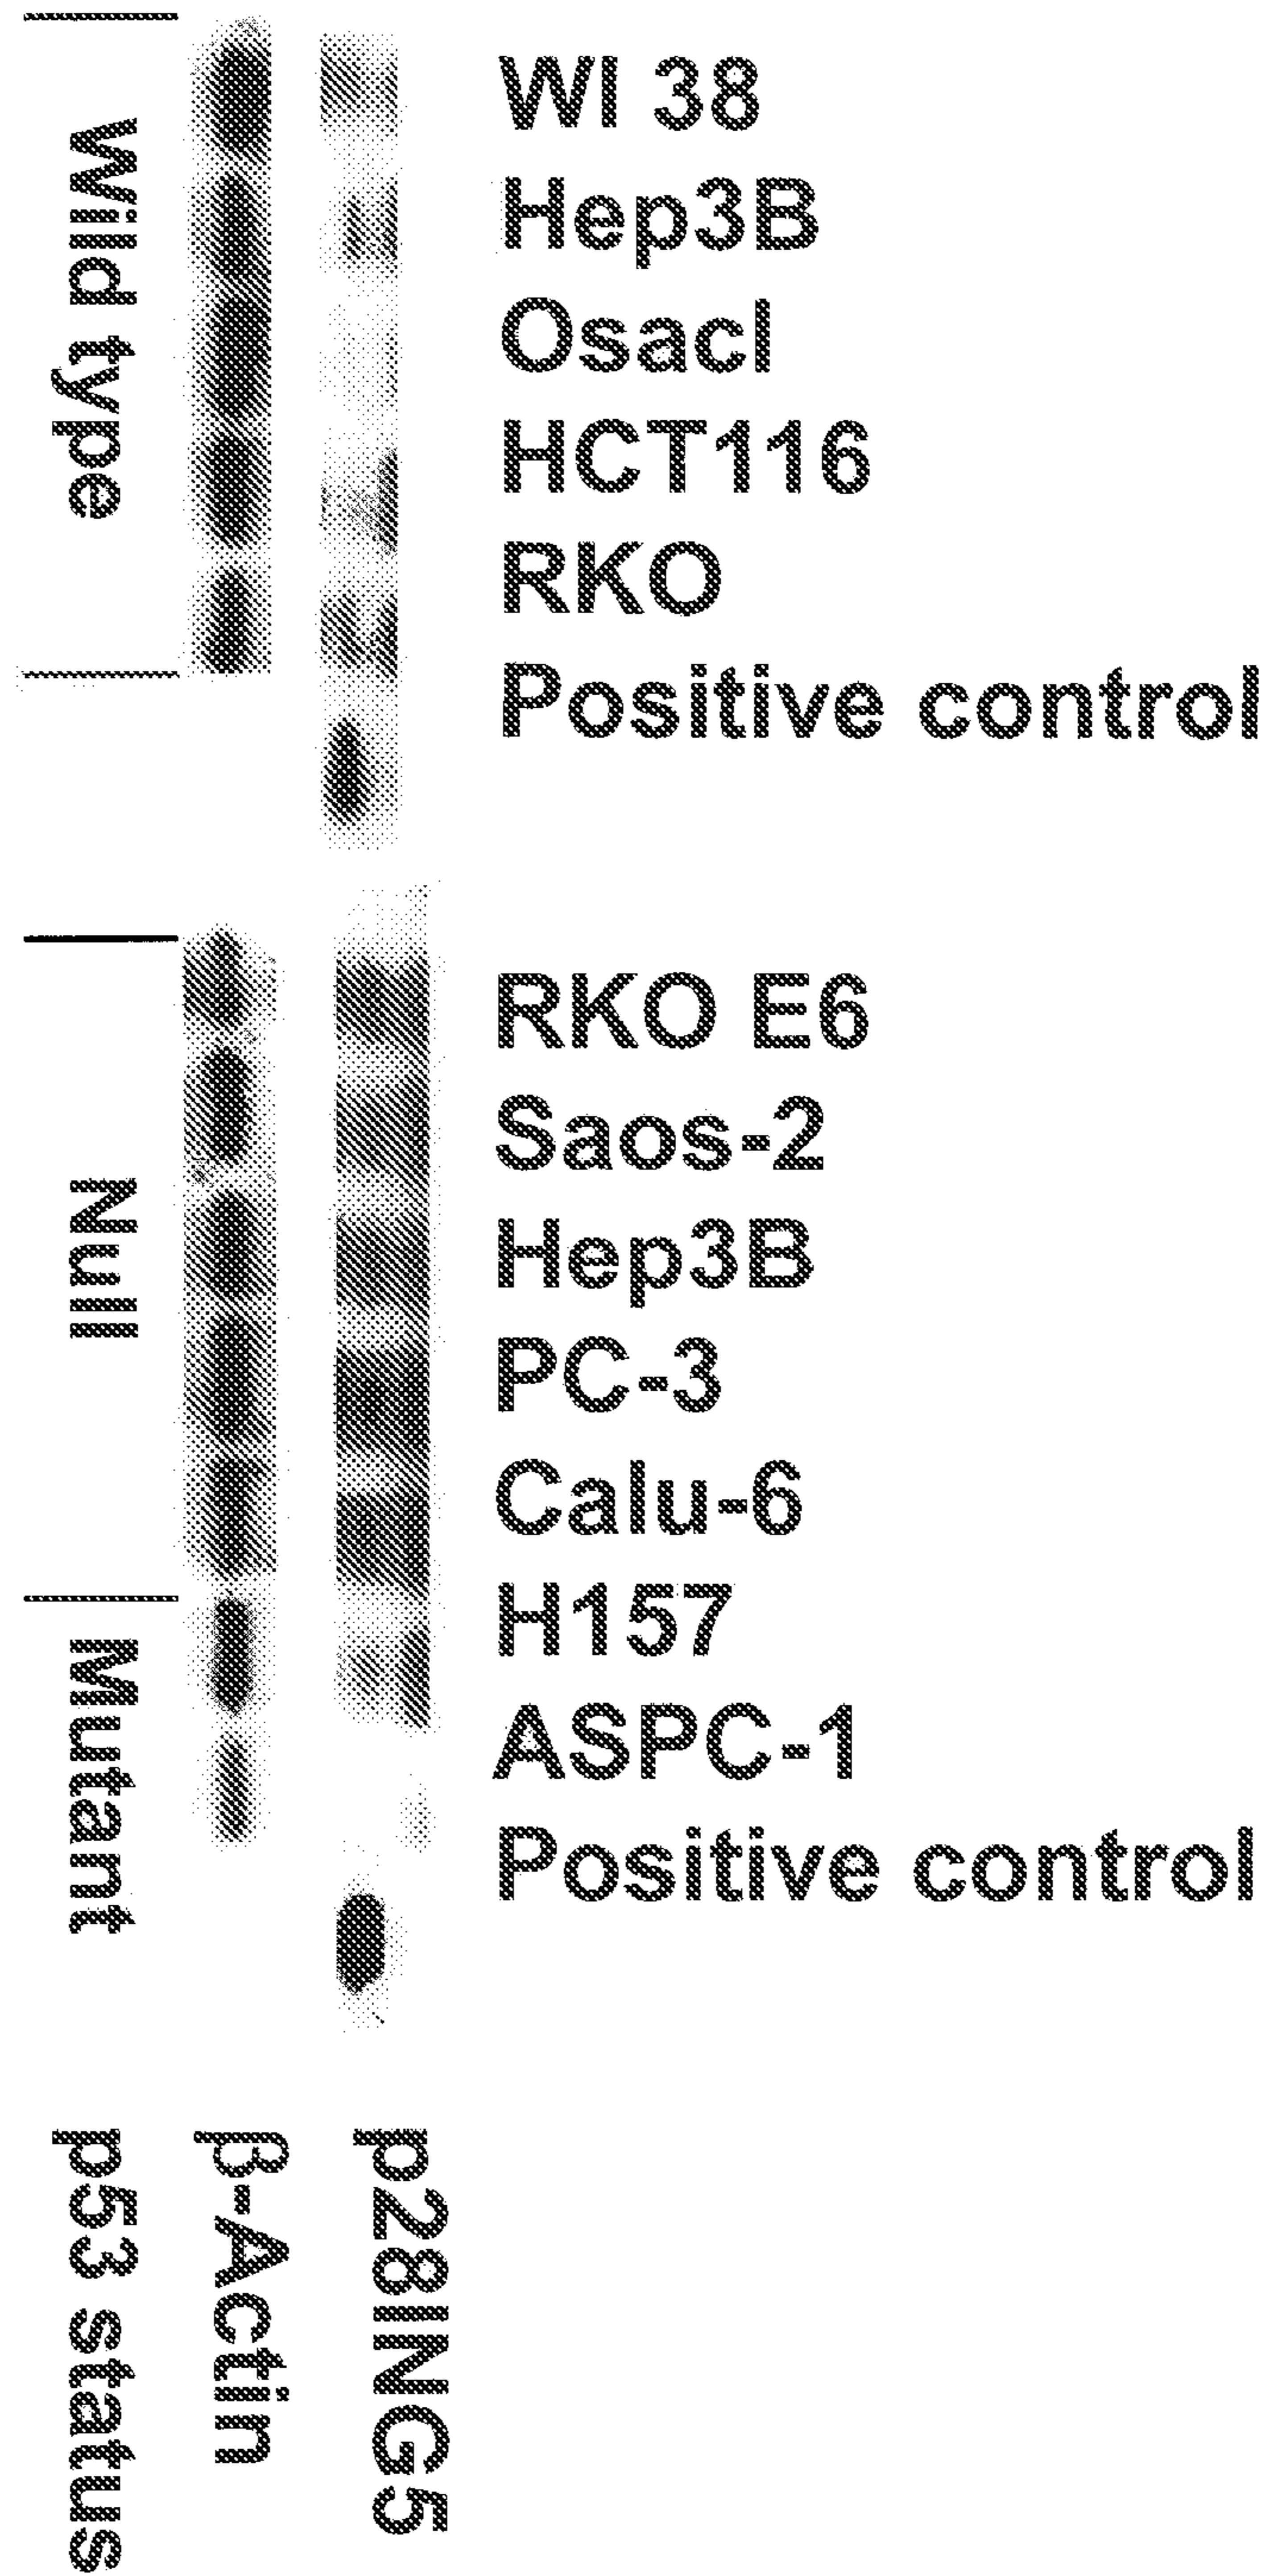 WI 38
Hep3B
Osacl
HCT116
RKO
Positive control
RKO E6
Saos-2
Hep3B
PC-3
Calu-6
H157
ASPC-1
Positive control
Wild type
Null
Mutant
p28ING5
β-Actin
p53 status